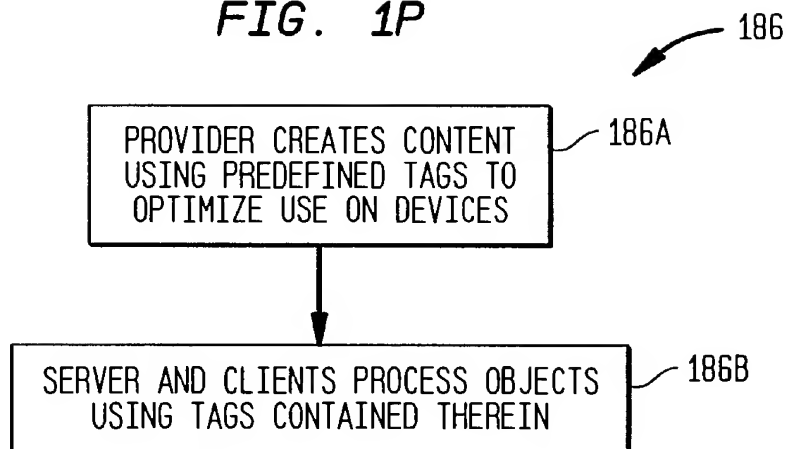 FIG. 1P
186
PROVIDER CREATES CONTENT
USING PREDEFINED TAGS TO
OPTIMIZE USE ON DEVICES
186A
SERVER AND CLIENTS PROCESS OBJECTS
USING TAGS CONTAINED THEREIN
186B